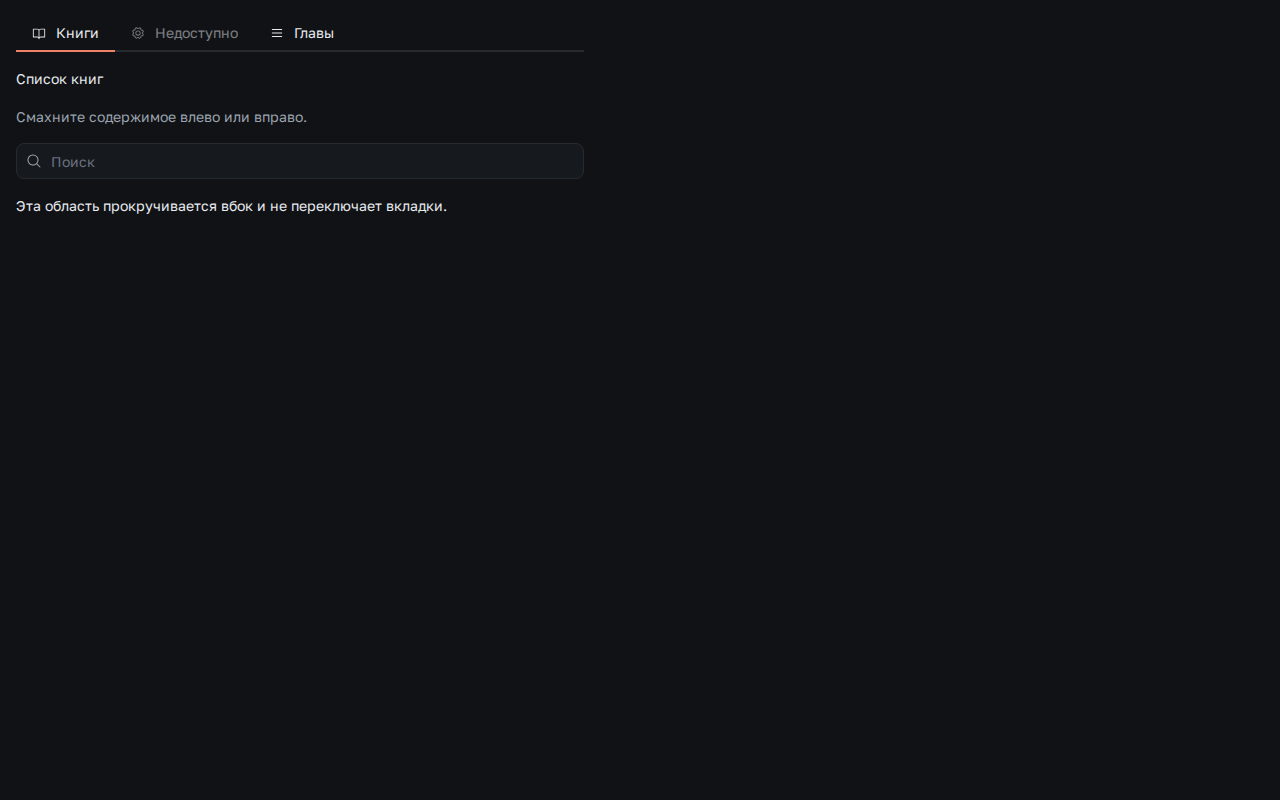 Книги Недоступно Главы
Список книг
Смахните содержимое влево или вправо.
Поиск
Эта область прокручивается вбок и не переключает вкладки.